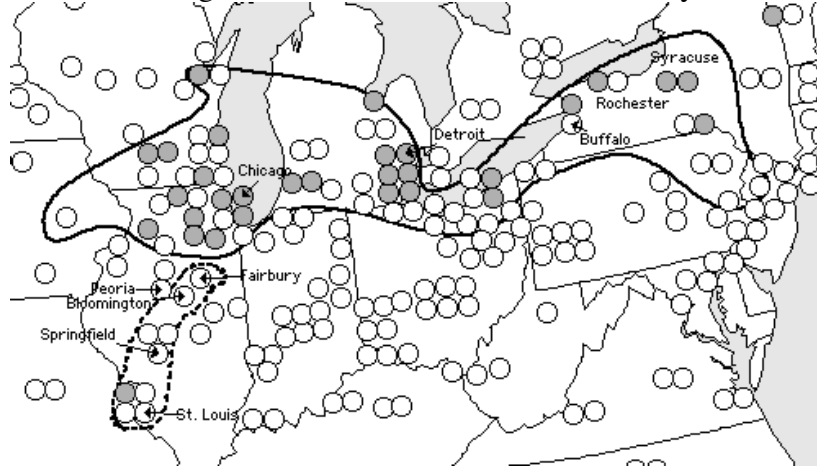 Syracuse
Rochester
Detroit
Buffalo
Chicago
Fairbury
Peoria
Bloomington
Springfield
St. Louis